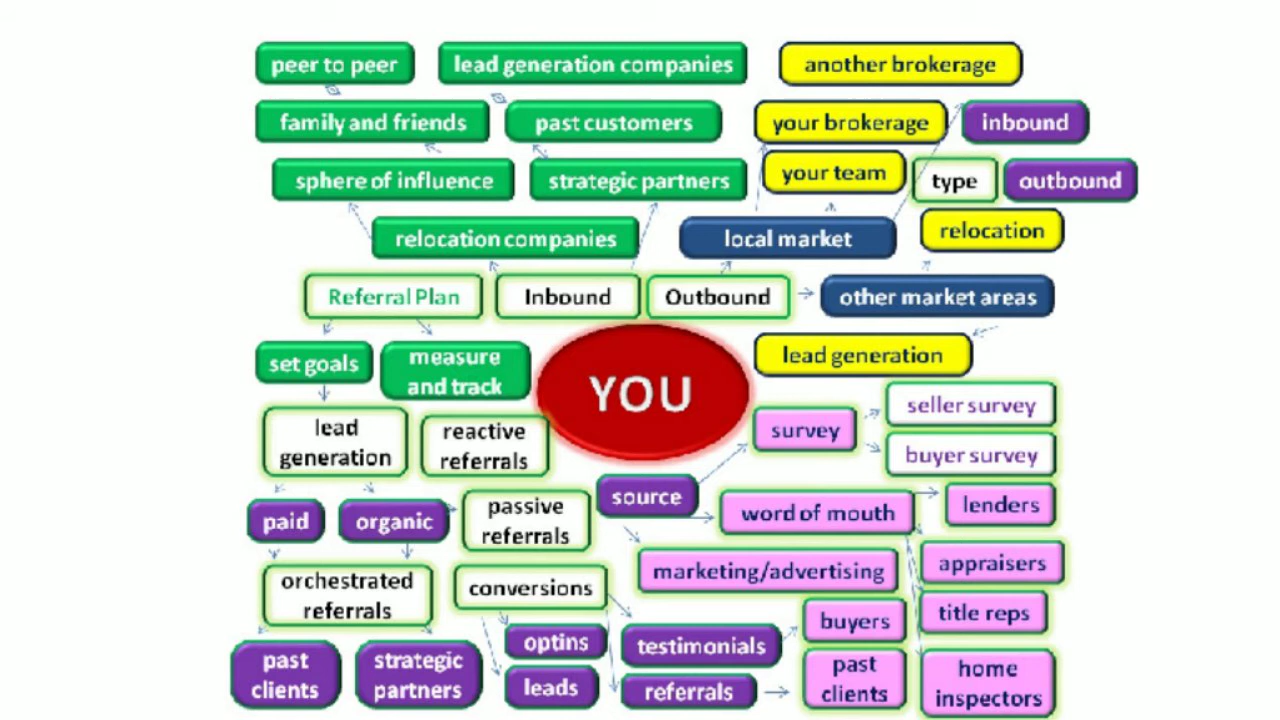 peer to peer
lead generation companies
another brokerage
family and friends
past customers
your brokerage
inbound
sphere of influence
strategic partners
your team
type
outbound
relocation companies
local market
relocation
Referral Plan
Inbound
Outbound
other market areas
set goals
measure
and track
YOU
lead generation
lead
generation
reactive
referrals
survey
seller survey
buyer survey
paid
organic
passive
referrals
source
word of mouth
lenders
orchestrated
referrals
conversions
marketing/advertising
appraisers
title reps
past
clients
strategic
partners
optins
leads
testimonials
referrals
buyers
past
clients
home
inspectors